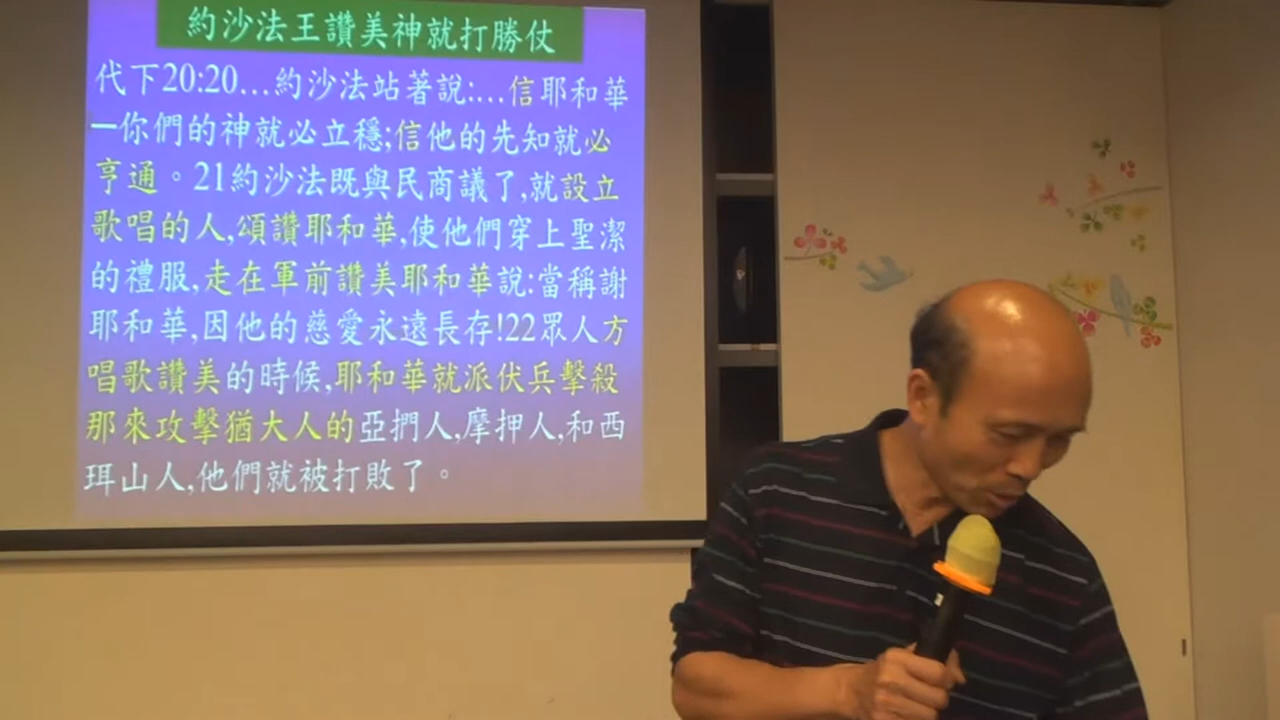 約沙法王讚美神就打勝仗
代下20:20…約沙法站著說:…信耶和華
─你們的神就必立穩;信他的先知就必
亨通。21約沙法既與民商議了,就設立
歌唱的人,頌讚耶和華,使他們穿上聖潔
的禮服,走在軍前讚美耶和華說:當稱謝
耶和華,因他的慈愛永遠長存!22眾人方
唱歌讚美的時候,耶和華就派伏兵擊殺
那來攻擊猶大人的亞捫人,摩押人,和西
珥山人,他們就被打敗了。